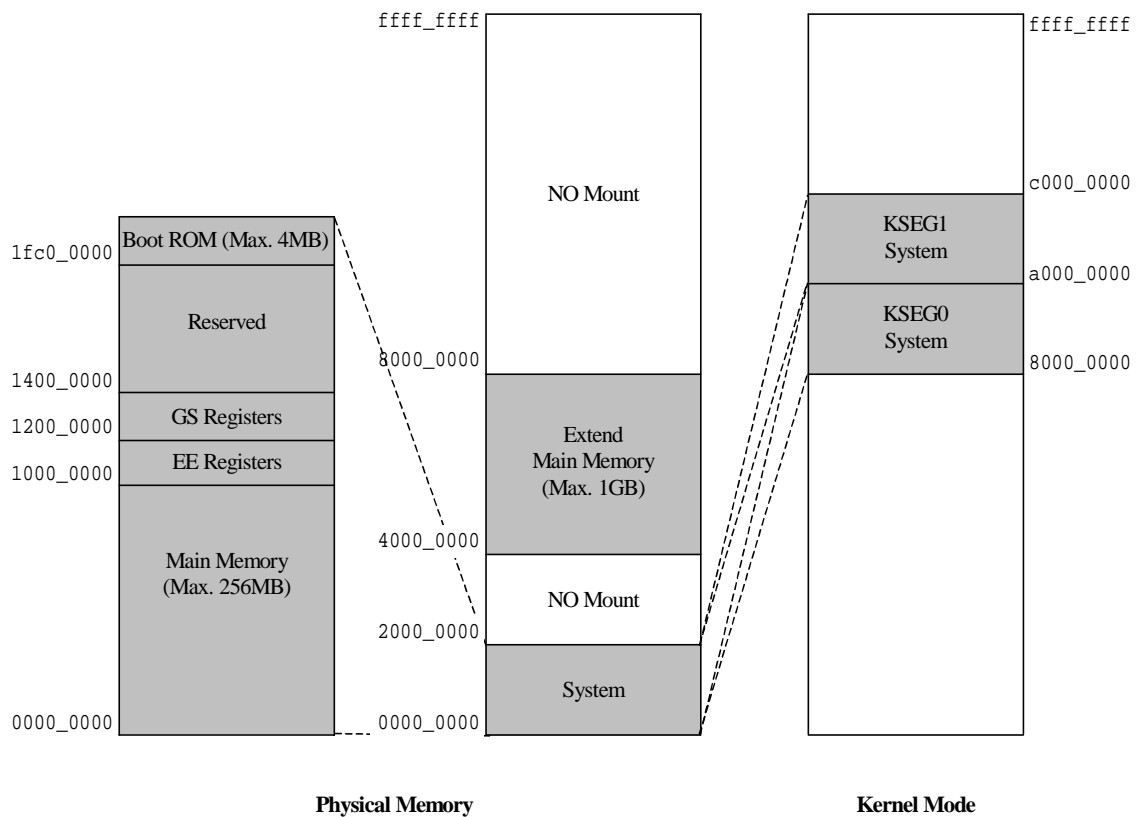 ffff_ffff
ffff_ffff
NO Mount
c000_0000
KSEG1
System
Boot ROM (Max. 4MB)
1fc0_0000
a000_0000
Reserved
KSEG0
System
8000_0000
8000_0000
1400_0000
GS Registers
1200_0000
EE Registers
1000_0000
Extend
Main Memory
(Max. 1GB)
4000_0000
Main Memory
(Max. 256MB)
NO Mount
2000_0000
System
0000_0000
0000_0000
Physical Memory
Kernel Mode